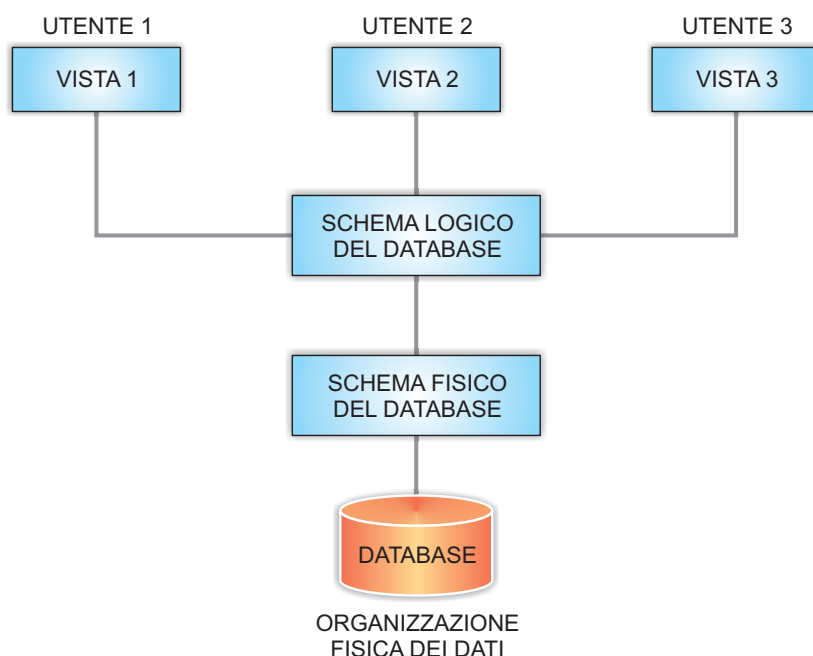 UTENTE 1
UTENTE 2
UTENTE 3
VISTA 1
VISTA 2
VISTA 3
SCHEMA LOGICO
DEL DATABASE
SCHEMA FISICO
DEL DATABASE
DATABASE
ORGANIZZAZIONE
FISICA DEI DATI